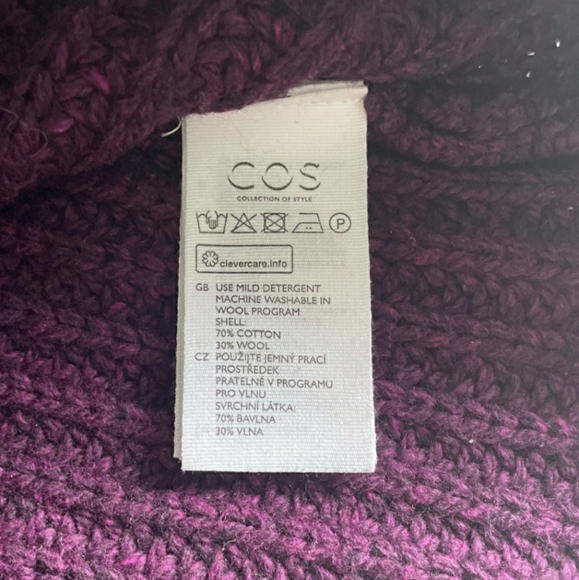 COS
COLLECTION OF STYLE
P
clevercare.info
GB USE MILD DETERGENT
MACHINE WASHABLE IN
WOOL PROGRAM
SHELL:
70% COTTON
30% WOOL
CZ POUŽIJTE JEMNÝ PRACÍ
PROSTŘEDEK
PRATELNÉ V PROGRAMU
PRO VLNU
SVRCHNÍ LÁTKA:
70% BAVLNA
30% VLNA